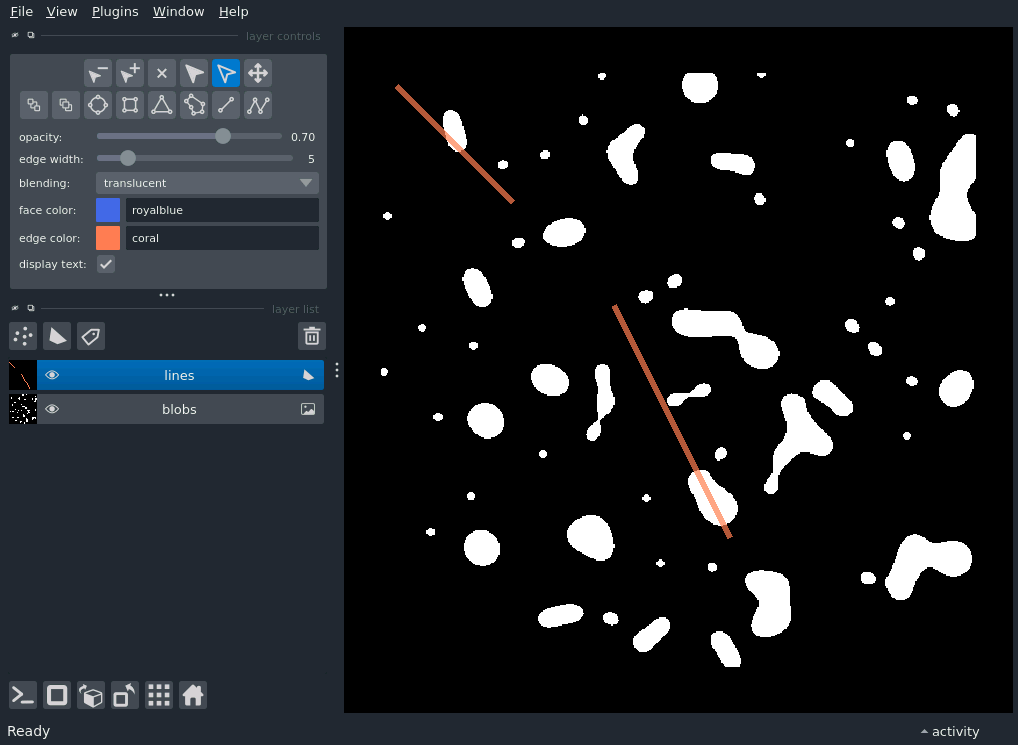 File View Plugins Window Help
layer controls
opacity: 0.70
edge width: 5
blending: translucent
face color: royalblue
edge color: coral
display text:
layer list
lines
blobs
Ready activity